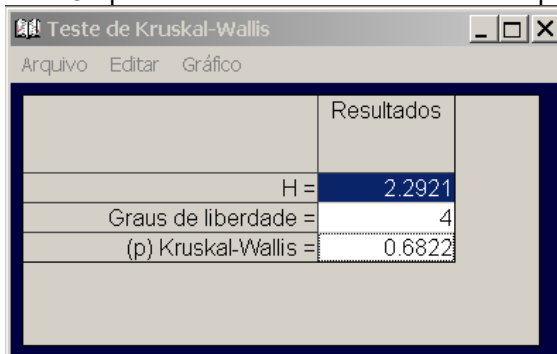 Teste de Kruskal-Wallis
Arquivo Editar Gráfico
Resultados
H = 2.2921
Graus de liberdade = 4
(p) Kruskal-Wallis = 0.6822